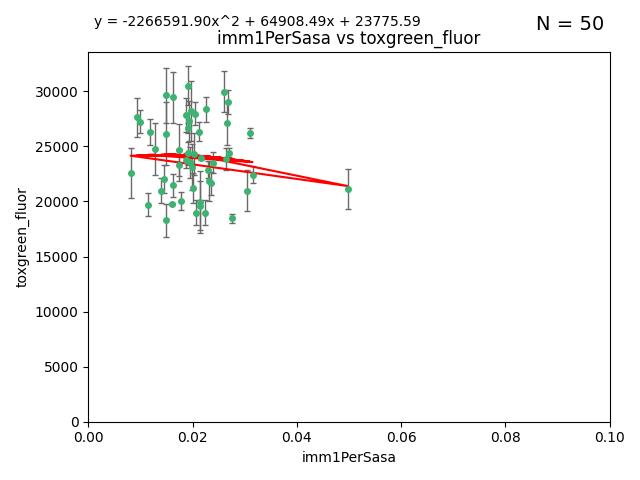 y = -2266591.90x^2 + 64908.49x + 23775.59
N = 50
imm1PerSasa vs toxgreen_fluor
30000
25000
20000
15000
10000
5000
0
toxgreen_fluor
0.00 0.02 0.04 0.06 0.08 0.10
imm1PerSasa